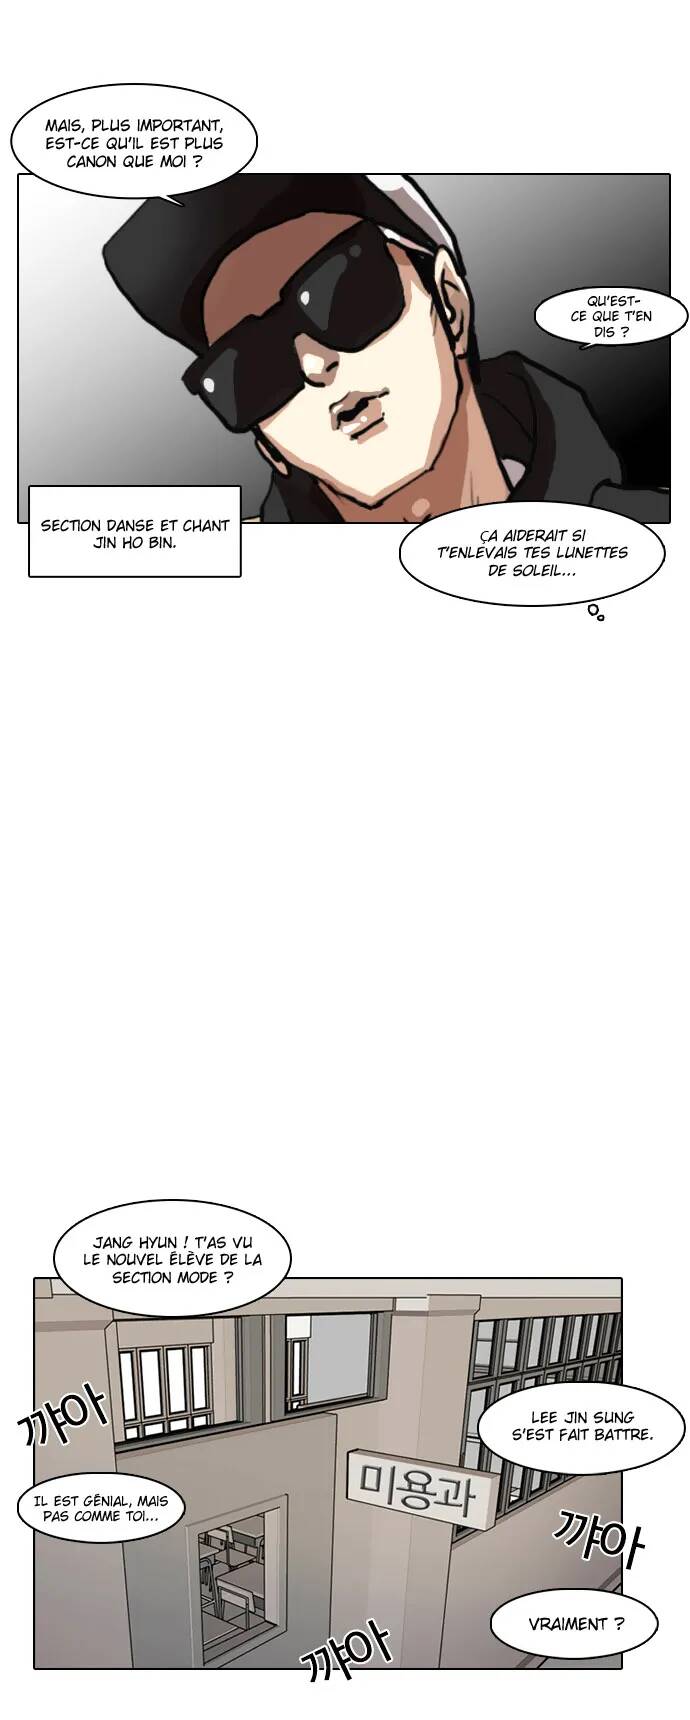 MAIS, PLUS IMPORTANT,
EST-CE QU'IL EST PLUS
CANON QUE MOI ?
QU'EST-
CE QUE T'EN
DIS ?
SECTION DANSE ET CHANT
JIN HO BIN.
ÇA AIDERAIT SI
T'ENLEVAIS TES LUNETTES
DE SOLEIL...
JANG HYUN ! T'AS VU
LE NOUVEL ÉLÈVE DE LA
SECTION MODE ?
꺄아
LEE JIN SUNG
S'EST FAIT BATTRE.
미용과
IL EST GÉNIAL, MAIS
PAS COMME TOI...
꺄아
VRAIMENT ?
꺄아